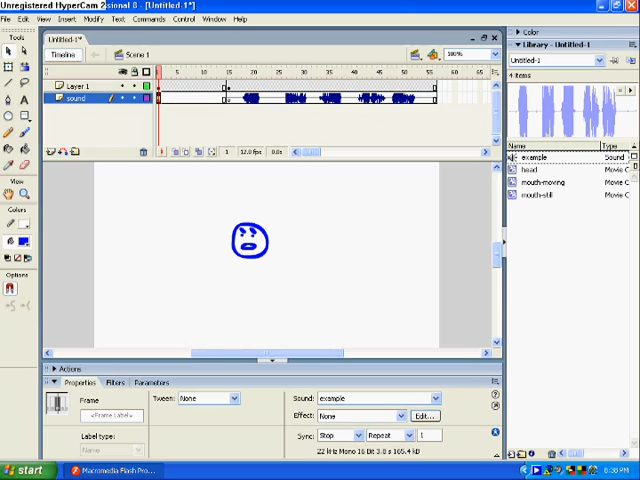 Unregistered HyperCam 2 sional 8 - [Untitled-1*]
File Edit View Insert Modify Text Commands Control Window Help
Tools
View
Colors
Options
Untitled-1*
Timeline Scene 1 100%
1 5 10 15 20 25 30 35 40 45 50 55 60 65
Layer 1
sound
1 12.0 fps 0.0s
Actions
Properties Filters Parameters
Frame
<Frame Label>
Label type:
Name
Tween: None
Sound: example
Effect: None Edit...
Sync: Stop Repeat 1
22 kHz Mono 16 Bit 3.8 s 165.4 kB
Color
Library - Untitled-1
Untitled-1
4 items
Name Type
example Sound
head Movie C
mouth-moving Movie C
mouth-still Movie C
start Macromedia Flash Pro... 8:38 PM